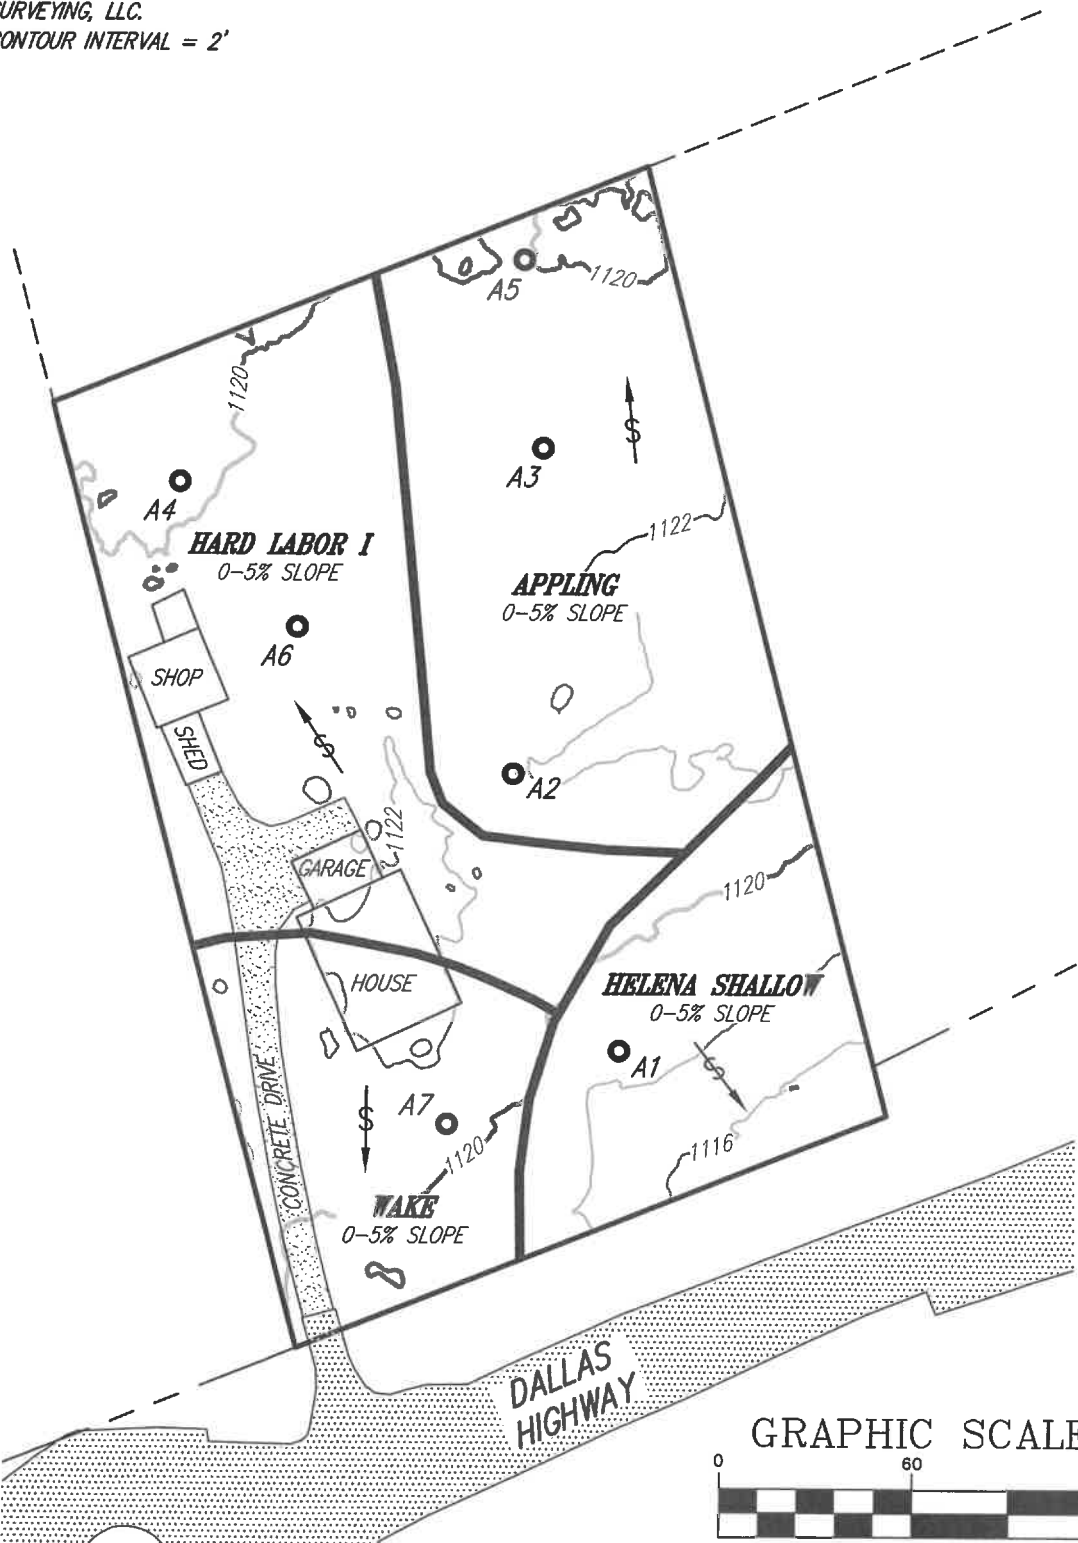 SURVEYING, LLC.
CONTOUR INTERVAL = 2'
A5
1120
1120
A3
A4
1122
HARD LABOR I
0-5% SLOPE
APPLING
0-5% SLOPE
A6
SHOP
SHED
A2
1122
GARAGE
1120
HOUSE
HELENA SHALLOW
0-5% SLOPE
A1
CONCRETE DRIVE
A7
1120
1116
WAKE
0-5% SLOPE
DALLAS
HIGHWAY
GRAPHIC SCALE
0 60